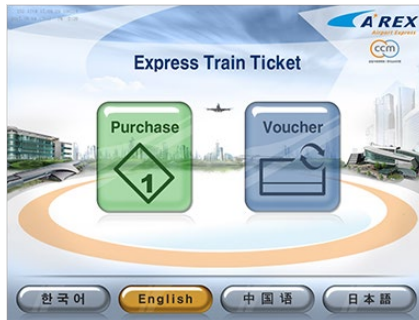 A'REX
Airport Express
ccm
Express Train Ticket
Purchase
Voucher
1
한국어
English
中国语
日本語